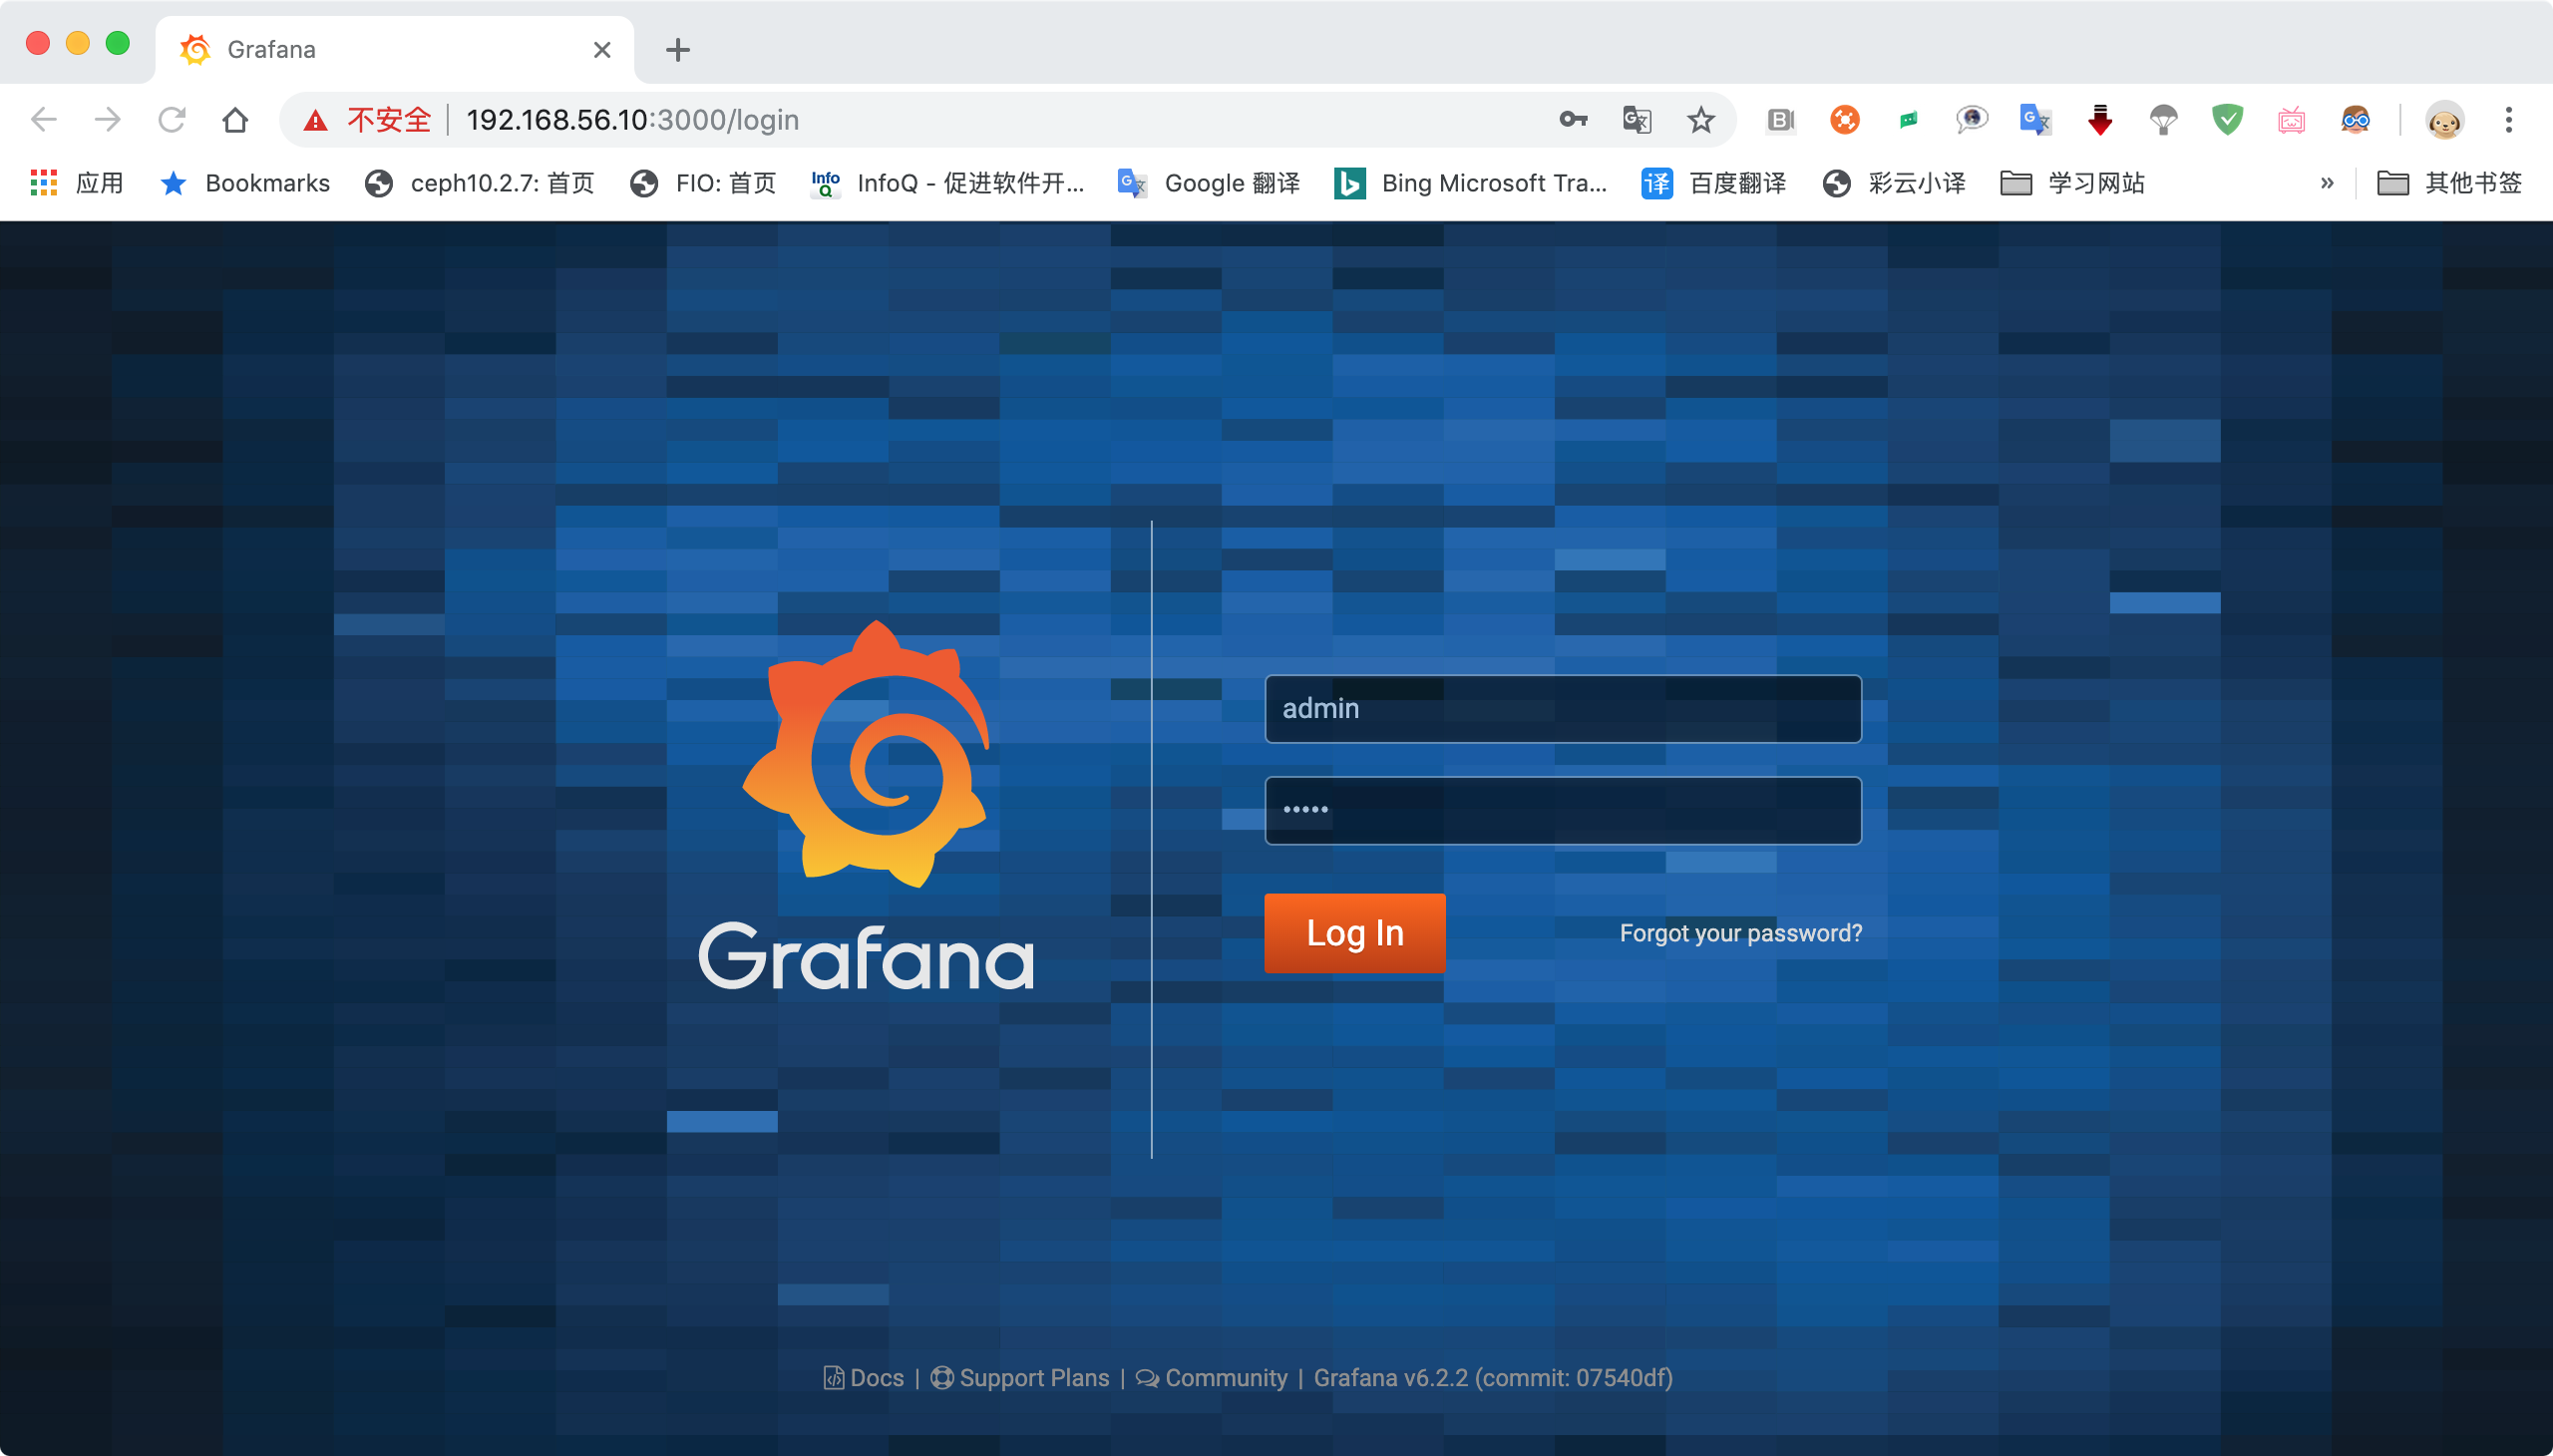 Grafana
不安全 192.168.56.10:3000/login
应用 Bookmarks ceph10.2.7: 首页 FIO: 首页 InfoQ - 促进软件开... Google 翻译 Bing Microsoft Tra... 百度翻译 彩云小译 学习网站 » 其他书签
admin
•••••
Log In Forgot your password?
Grafana
Docs | Support Plans | Community | Grafana v6.2.2 (commit: 07540df)